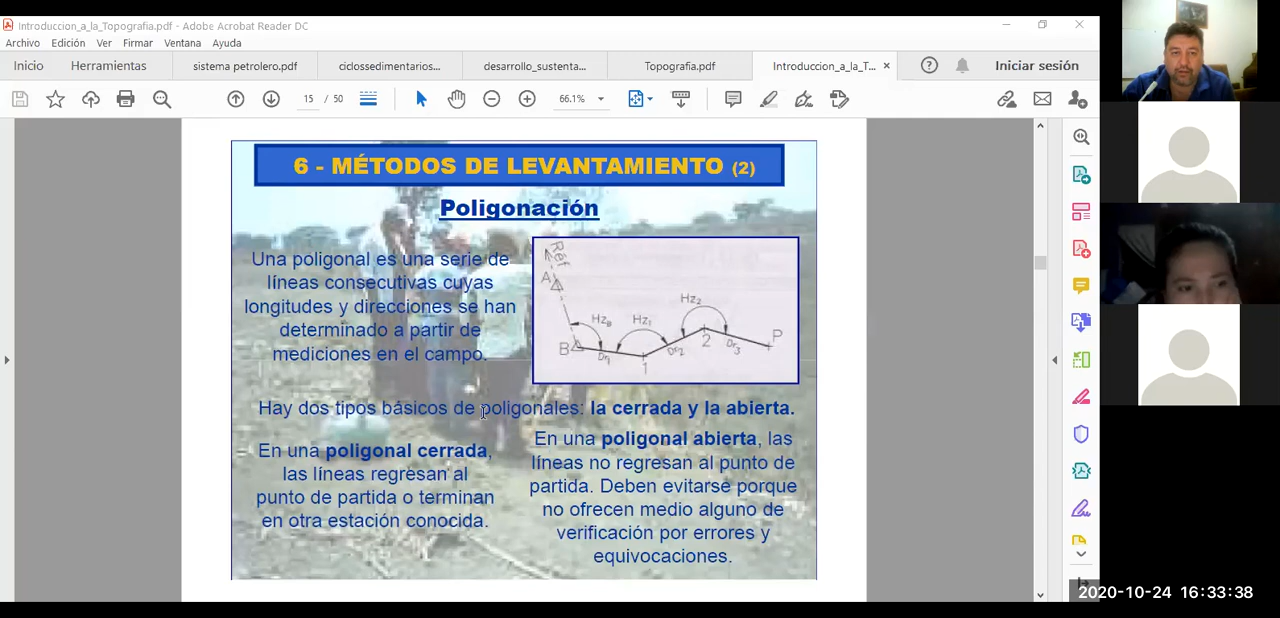 Introduccion_a_la_Topografia.pdf - Adobe Acrobat Reader DC
Archivo Edición Ver Firmar Ventana Ayuda
Inicio Herramientas sistema petrolero.pdf ciclossedimentarios... desarrollo_sustenta... Topografia.pdf Introduccion_a_la_T... × Iniciar sesión
15 / 50 66.1%
6 - MÉTODOS DE LEVANTAMIENTO (2)
Poligonación
Una poligonal es una serie de
líneas consecutivas cuyas
longitudes y direcciones se han
determinado a partir de
mediciones en el campo.
Ref.
A
Hz₀ Hz₁ Hz₂
B Dr₁ 1 Dr₂ 2 Dr₃ P
Hay dos tipos básicos de poligonales: la cerrada y la abierta.
En una poligonal cerrada,
las líneas regresan al
punto de partida o terminan
en otra estación conocida.
En una poligonal abierta, las
líneas no regresan al punto de
partida. Deben evitarse porque
no ofrecen medio alguno de
verificación por errores y
equivocaciones.
2020-10-24 16:33:38